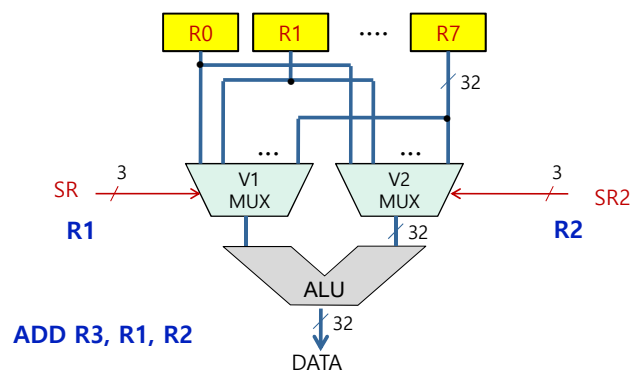 R0 R1 .... R7
32
... ...
SR 3 V1 MUX V2 MUX 3 SR2
R1 32 R2
ALU
ADD R3, R1, R2 32
DATA